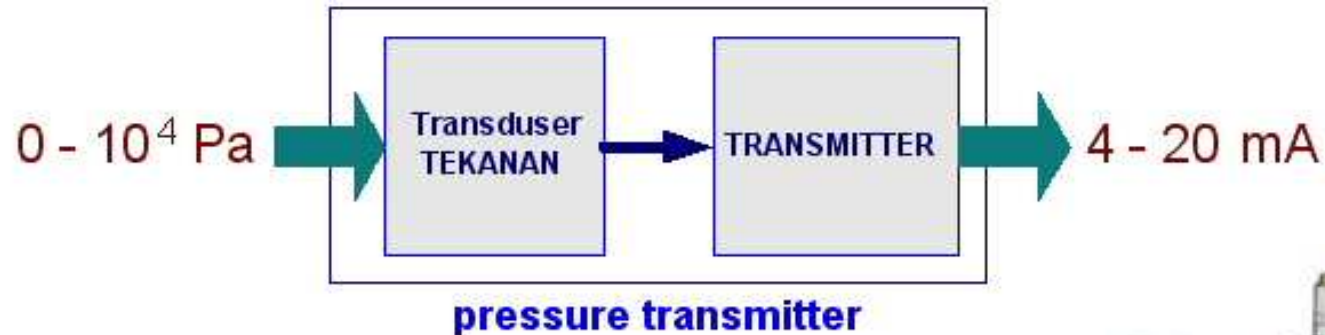 0 - 10⁴ Pa
Transduser
TEKANAN
TRANSMITTER
4 - 20 mA
pressure transmitter